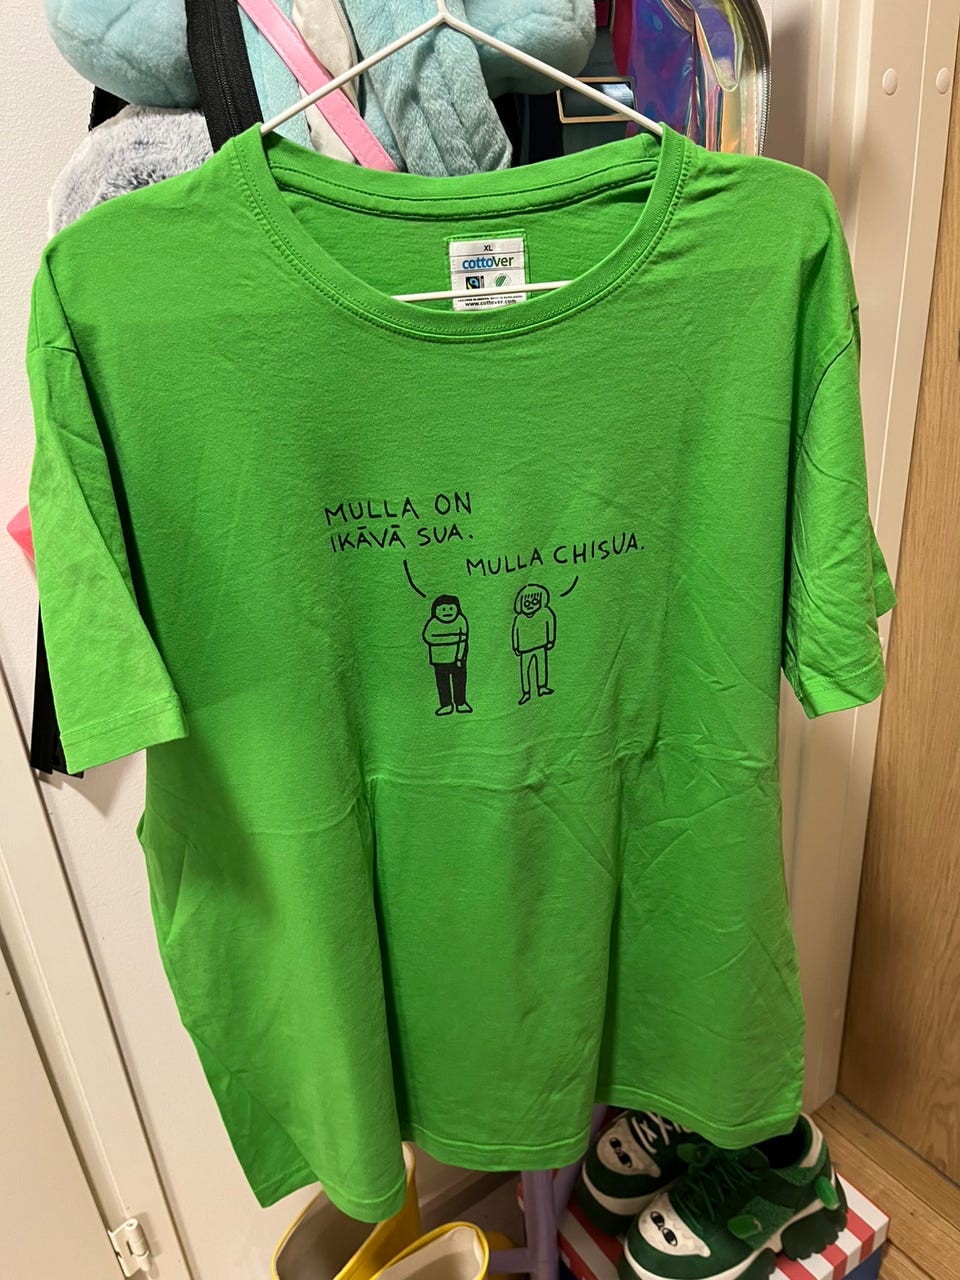 XL
cottoVer
www.cottover.com
MULLA ON
IKÄVÄ SUA.
MULLA CHISUA.